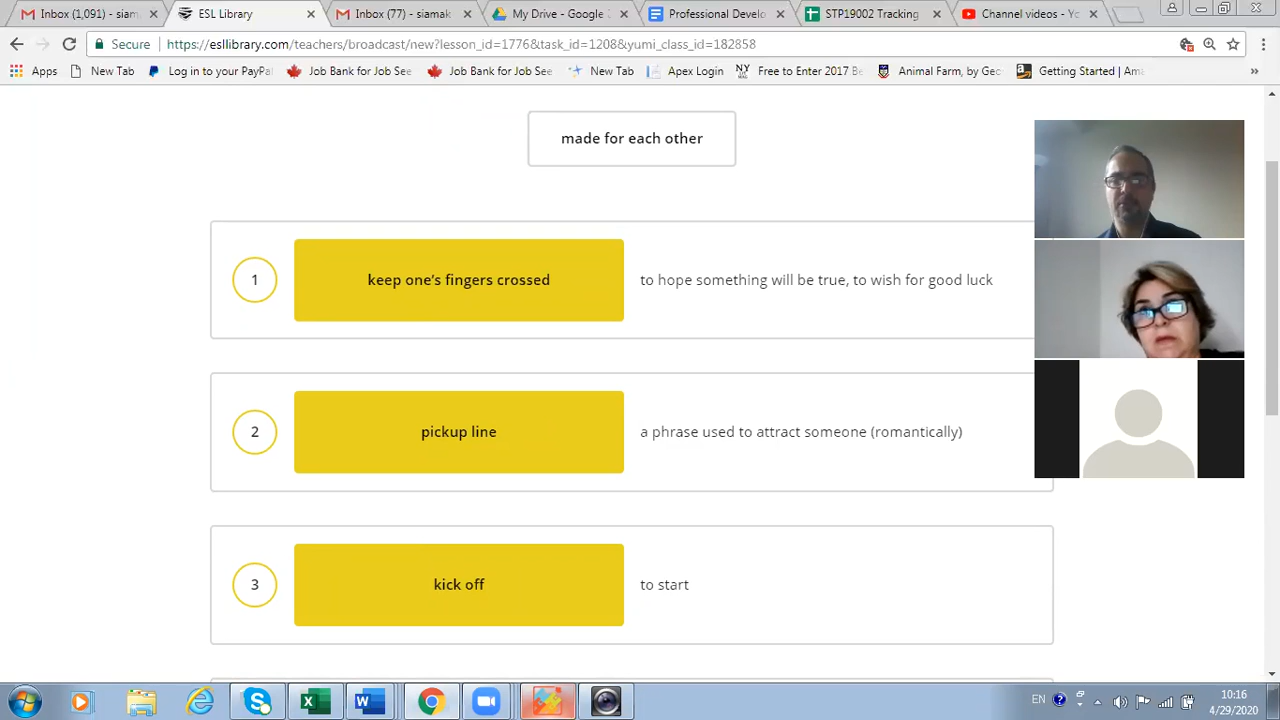 Inbox (1,091) - siam
ESL Library
Inbox (77) - siamak
My Drive - Google
Professional Develo
STP19002 Tracking
Channel videos - Yo
Secure
https://esllibrary.com/teachers/broadcast/new?lesson_id=1776&task_id=1208&yumi_class_id=182858
Apps
New Tab
Log in to your PayPal
Job Bank for Job See
Job Bank for Job See
New Tab
Apex Login
NY
Free to Enter 2017 Be
Animal Farm, by Geo
Getting Started | Ama
made for each other
1
keep one's fingers crossed
to hope something will be true, to wish for good luck
2
pickup line
a phrase used to attract someone (romantically)
3
kick off
to start
EN
10:16
4/29/2020